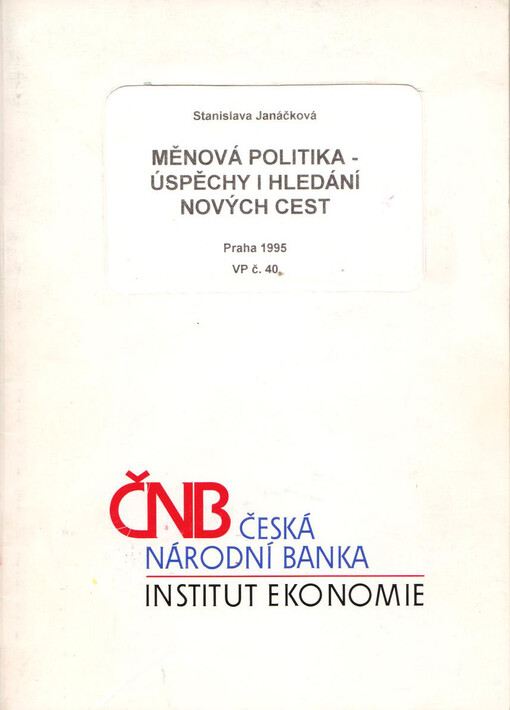 Stanislava Janáčková
MĚNOVÁ POLITIKA -
ÚSPĚCHY I HLEDÁNÍ
NOVÝCH CEST
Praha 1995
VP č. 40
ČNB ČESKÁ
NÁRODNÍ BANKA
INSTITUT EKONOMIE